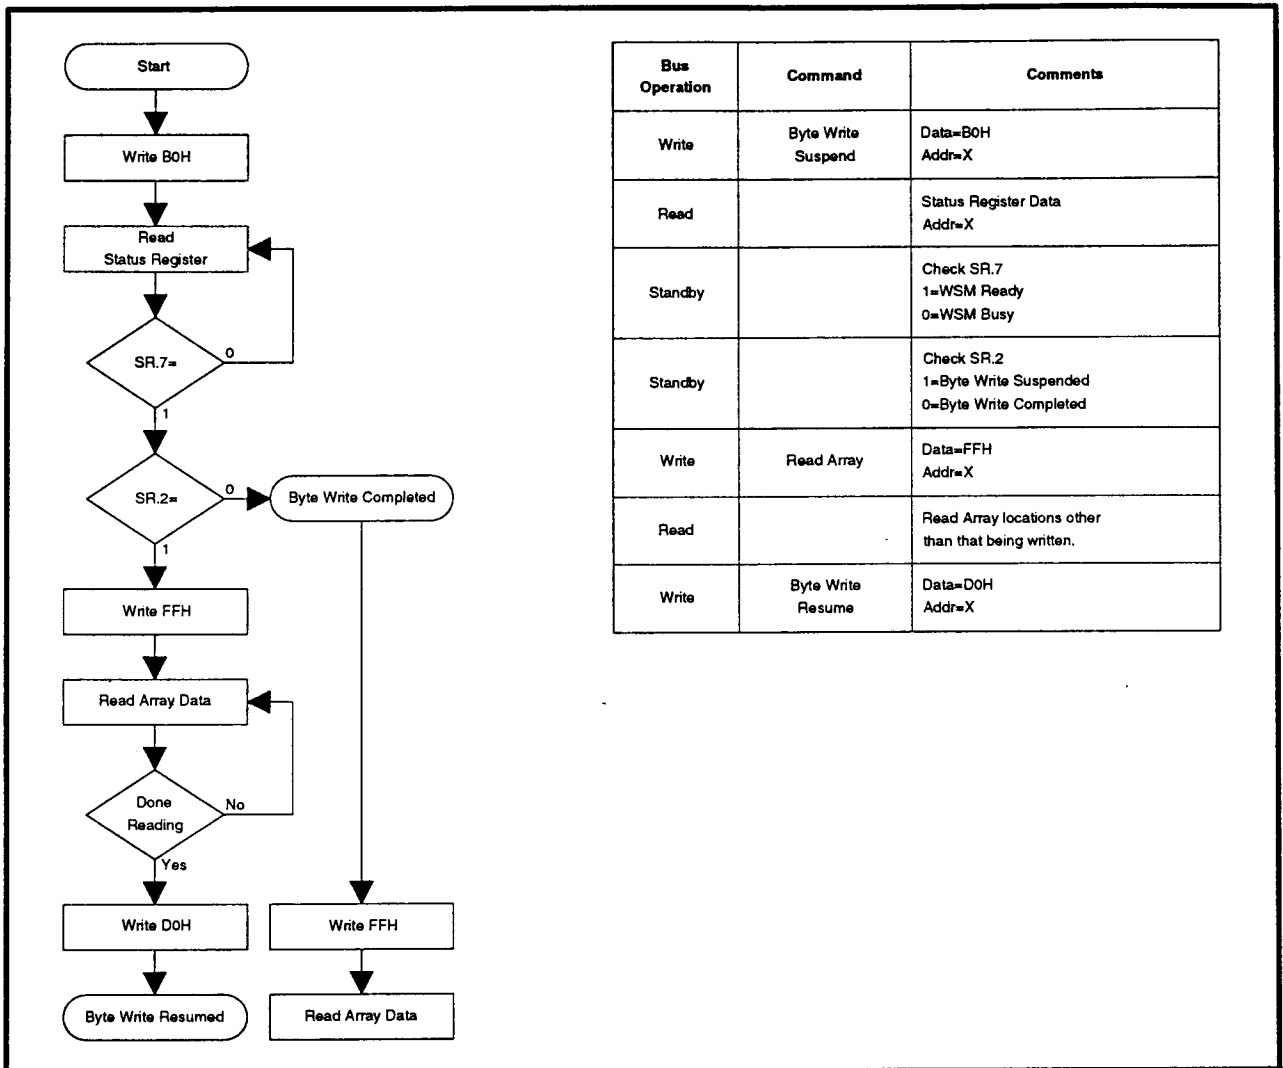 Start
Write B0H
Read
Status Register
SR.7=
0
1
SR.2=
0
Byte Write Completed
1
Write FFH
Read Array Data
Done
Reading
No
Yes
Write D0H
Write FFH
Byte Write Resumed
Read Array Data
Bus
Operation
Command
Comments
Write
Byte Write
Suspend
Data=B0H
Addr=X
Read
Status Register Data
Addr=X
Standby
Check SR.7
1=WSM Ready
0=WSM Busy
Standby
Check SR.2
1=Byte Write Suspended
0=Byte Write Completed
Write
Read Array
Data=FFH
Addr=X
Read
Read Array locations other
than that being written.
Write
Byte Write
Resume
Data=D0H
Addr=X